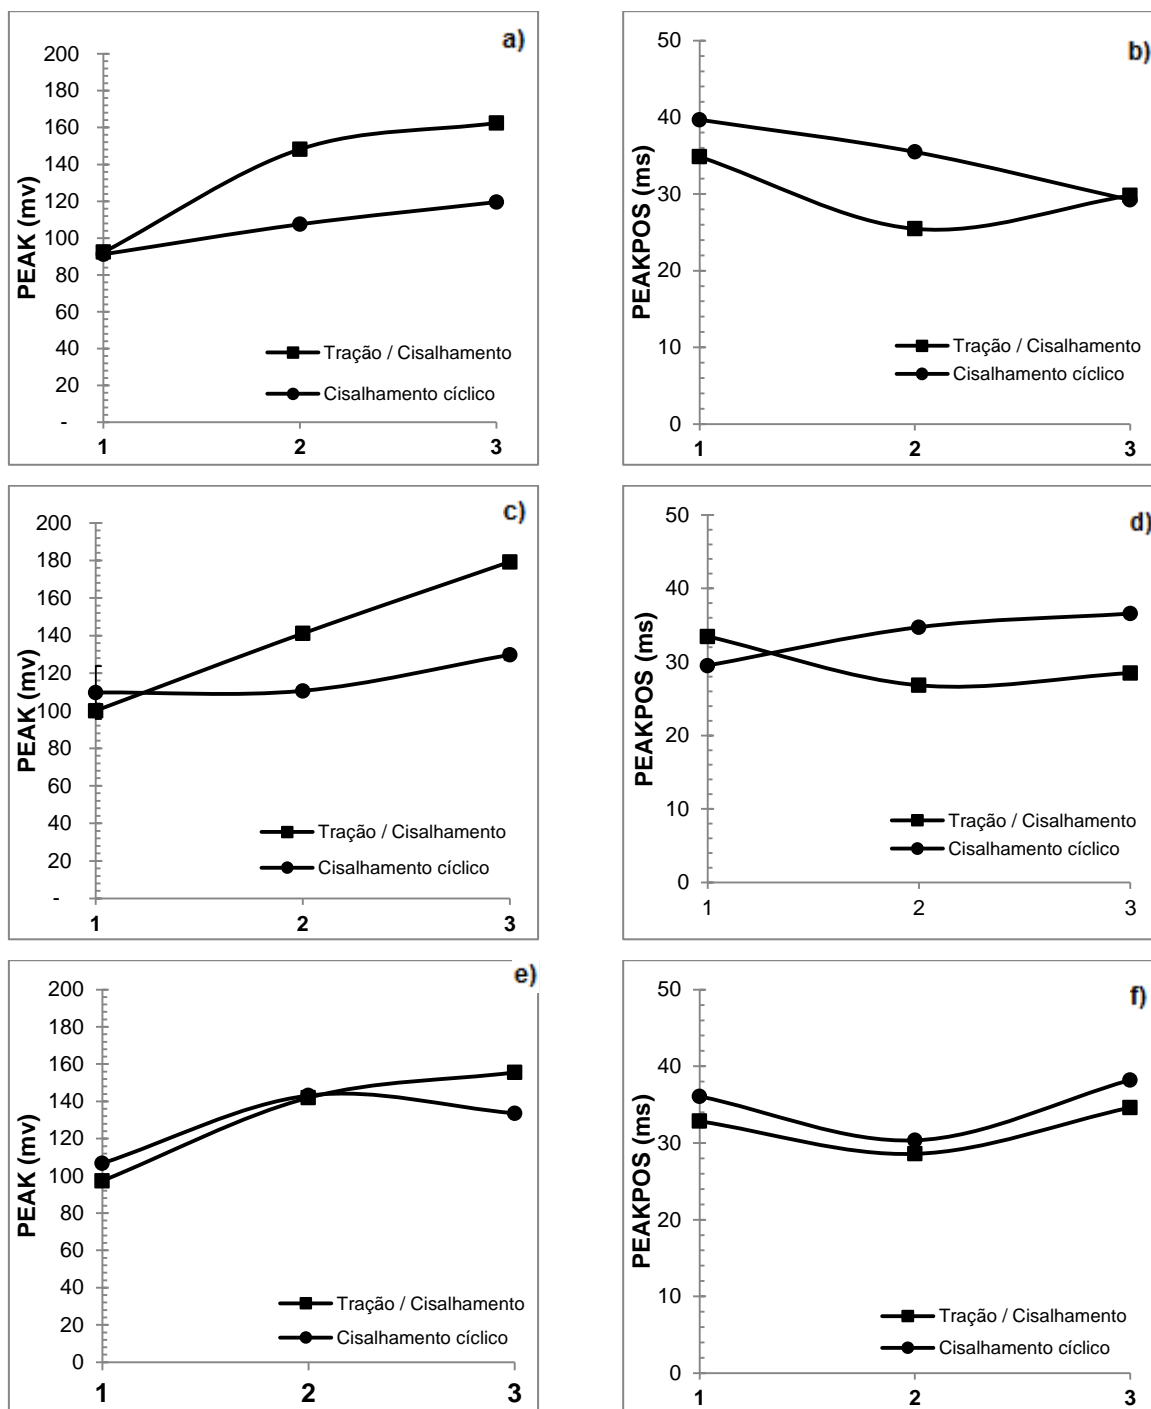 a)
PEAK (mv)
200
180
160
140
120
100
80
60
40
20
-
1 2 3
Tração / Cisalhamento
Cisalhamento cíclico
b)
PEAKPOS (ms)
50
40
30
20
10
0
1 2 3
Tração / Cisalhamento
Cisalhamento cíclico
c)
PEAK (mv)
200
180
160
140
120
100
80
60
40
20
-
1 2 3
Tração / Cisalhamento
Cisalhamento cíclico
d)
PEAKPOS (ms)
50
40
30
20
10
0
1 2 3
Tração / Cisalhamento
Cisalhamento cíclico
e)
PEAK (mv)
200
180
160
140
120
100
80
60
40
20
0
1 2 3
Tração / Cisalhamento
Cisalhamento cíclico
f)
PEAKPOS (ms)
50
40
30
20
10
0
1 2 3
Tração / Cisalhamento
Cisalhamento cíclico